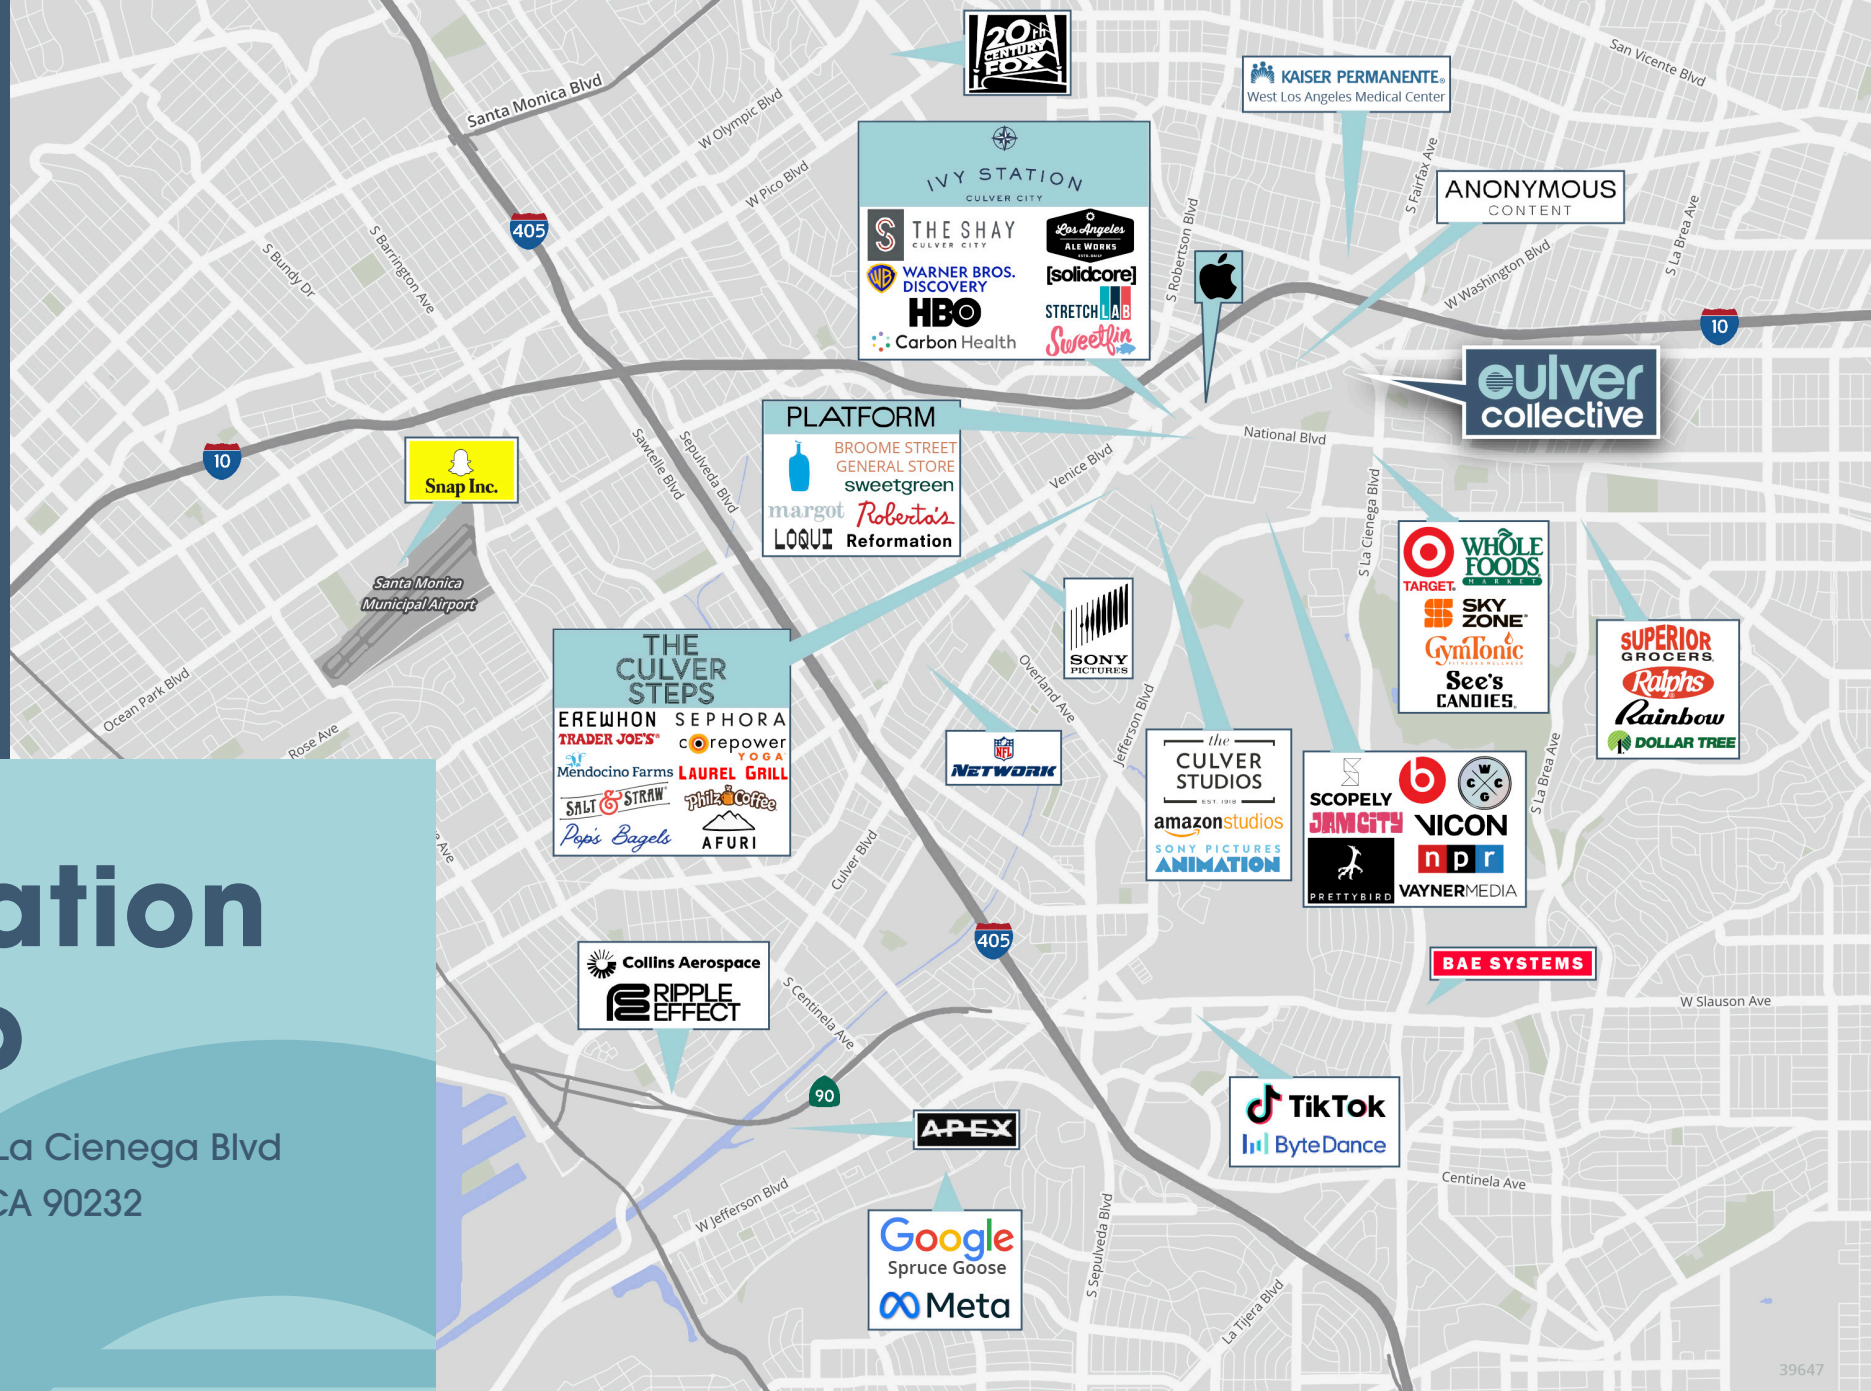 20th
CENTURY
FOX
KAISER PERMANENTE®
West Los Angeles Medical Center
San Vicente Blvd
Santa Monica Blvd
W Olympic Blvd
W Pico Blvd
S Fairfax Ave
ANONYMOUS
CONTENT
IVY STATION
CULVER CITY
THE SHAY
CULVER CITY
Los Angeles
ALE WORKS
WARNER BROS.
DISCOVERY
[solidcore]
HBO
STRETCHLAB
Carbon Health
Sweetfin
S Robertson Blvd
S La Brea Ave
W Washington Blvd
405
S Barrington Ave
S Bundy Dr
10
culver
collective
PLATFORM
BROOME STREET
GENERAL STORE
sweetgreen
margot
Roberta's
LOQUI
Reformation
National Blvd
Venice Blvd
Sawtelle Blvd
Sepulveda Blvd
10
Snap Inc.
Santa Monica
Municipal Airport
S La Cienega Blvd
TARGET.
WHOLE
FOODS
MARKET
SKY
ZONE™
GYMTONIC
See's
CANDIES®
SUPERIOR
GROCERS
Ralphs
Rainbow
DOLLAR TREE
SONY
PICTURES
Ocean Park Blvd
Rose Ave
THE
CULVER
STEPS
EREWHON
SEPHORA
TRADER JOE'S®
corepower
YOGA
Mendocino Farms
LAUREL GRILL
SALT & STRAW
Philz Coffee
Pop's Bagels
AFURI
Overland Ave
Jefferson Blvd
NFL
NETWORK
the
CULVER
STUDIOS
EST. 1918
amazonstudios
SONY PICTURES
ANIMATION
SCOPELY
b
W
C C
G
JAMCITY
VICON
PRETTYBIRD
npr
VAYNERMEDIA
S La Brea Ave
Culver Blvd
405
BAE SYSTEMS
W Slauson Ave
Collins Aerospace
RIPPLE
EFFECT
S Centinela Ave
90
APEX
TikTok
ByteDance
Centinela Ave
W Jefferson Blvd
Google
Spruce Goose
Meta
S Sepulveda Blvd
La Tijera Blvd
ation
La Cienega Blvd
CA 90232
39647